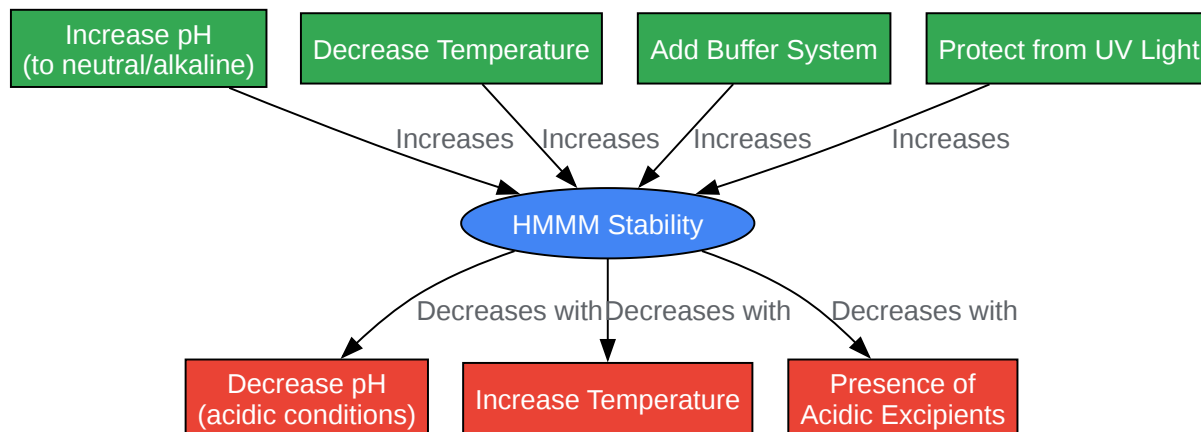 Increase pH
(to neutral/alkaline)
Decrease Temperature
Add Buffer System
Protect from UV Light
Increases
Increases
Increases
Increases
HMMM Stability
Decreases with
Decreases with
Decreases with
Decrease pH
(acidic conditions)
Increase Temperature
Presence of
Acidic Excipients